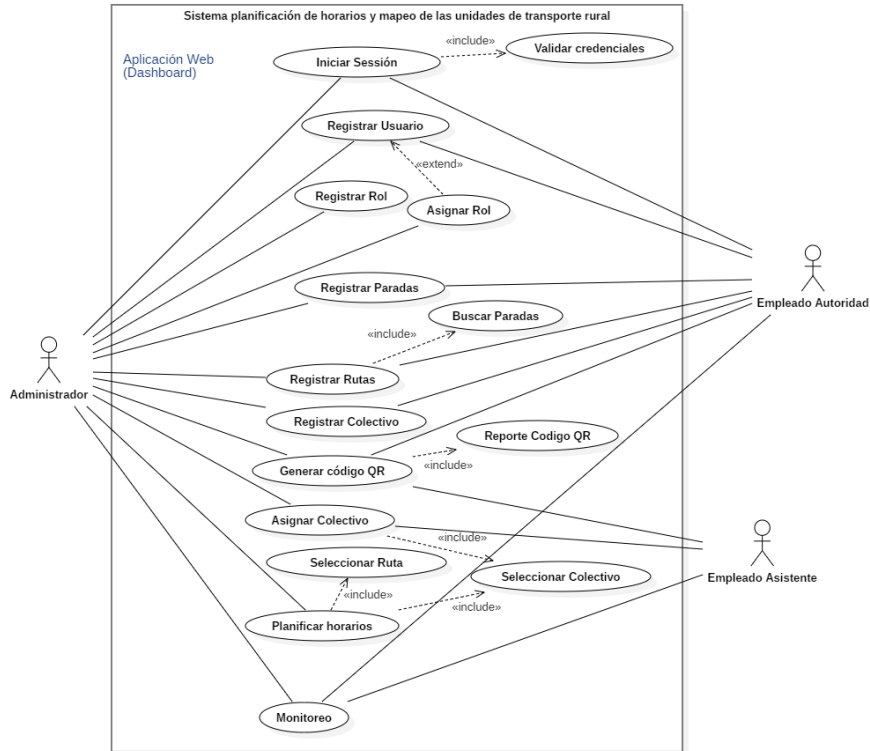 Sistema planificación de horarios y mapeo de las unidades de transporte rural
Aplicación Web
(Dashboard)
Iniciar Sessión
«include»
Validar credenciales
Registrar Usuario
«extend»
Registrar Rol
Asignar Rol
Empleado Autoridad
Registrar Paradas
Buscar Paradas
«include»
Registrar Rutas
Administrador
Registrar Colectivo
Reporte Codigo QR
Generar código QR
«include»
Asignar Colectivo
«include»
Seleccionar Ruta
Seleccionar Colectivo
Empleado Asistente
«include»
«include»
Planificar horarios
Monitoreo